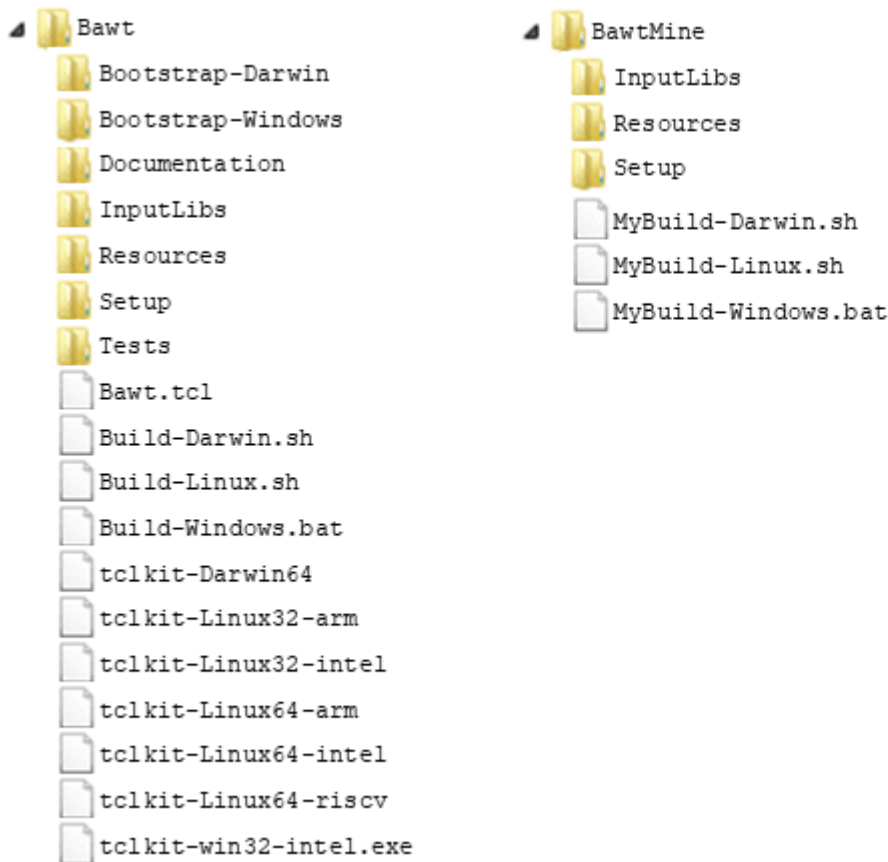 Bawt
Bootstrap-Darwin
Bootstrap-Windows
Documentation
InputLibs
Resources
Setup
Tests
Bawt.tcl
Build-Darwin.sh
Build-Linux.sh
Build-Windows.bat
tclkit-Darwin64
tclkit-Linux32-arm
tclkit-Linux32-intel
tclkit-Linux64-arm
tclkit-Linux64-intel
tclkit-Linux64-riscv
tclkit-win32-intel.exe
BawtMine
InputLibs
Resources
Setup
MyBuild-Darwin.sh
MyBuild-Linux.sh
MyBuild-Windows.bat